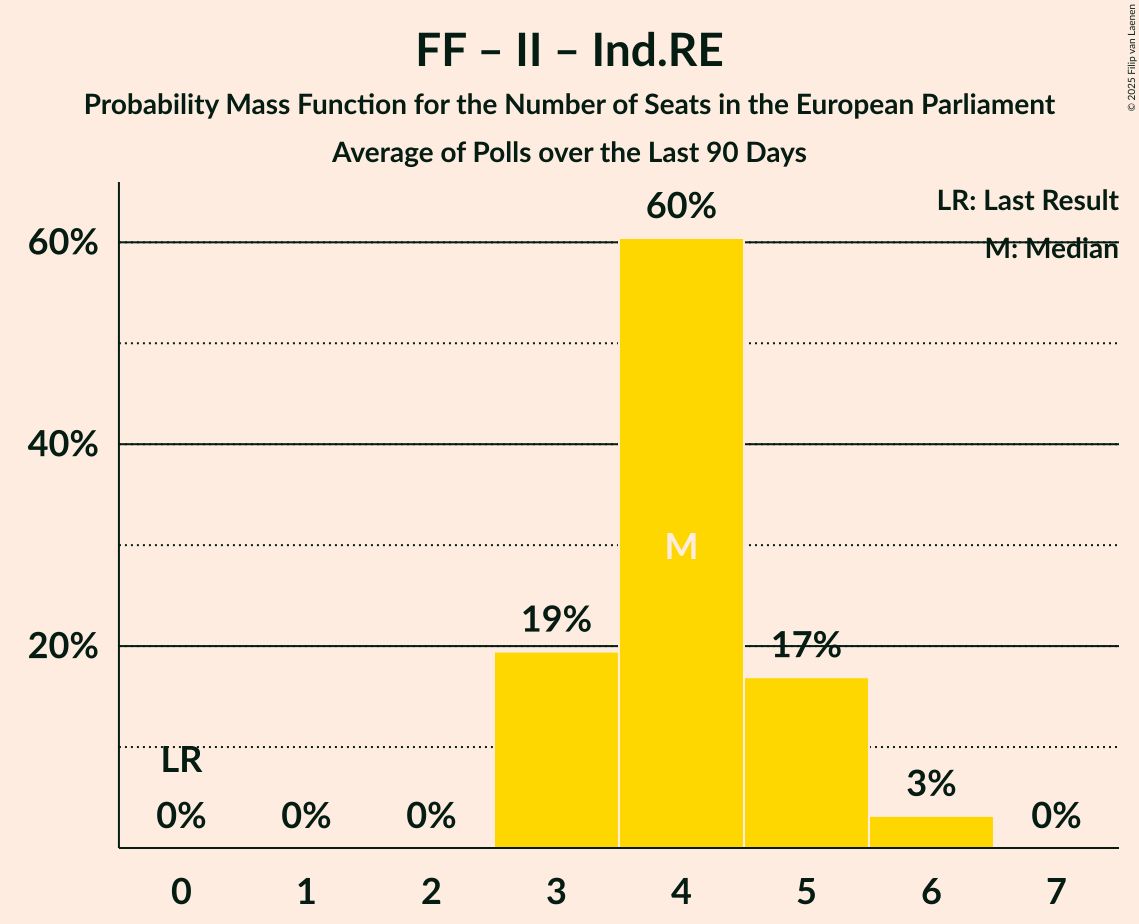 FF – II – Ind.RE
Probability Mass Function for the Number of Seats in the European Parliament
Average of Polls over the Last 90 Days
© 2025 Filip van Laenen
LR: Last Result
M: Median
60%
40%
20%
LR
0%
0%
0%
19%
60%
M
17%
3%
0%
0 1 2 3 4 5 6 7